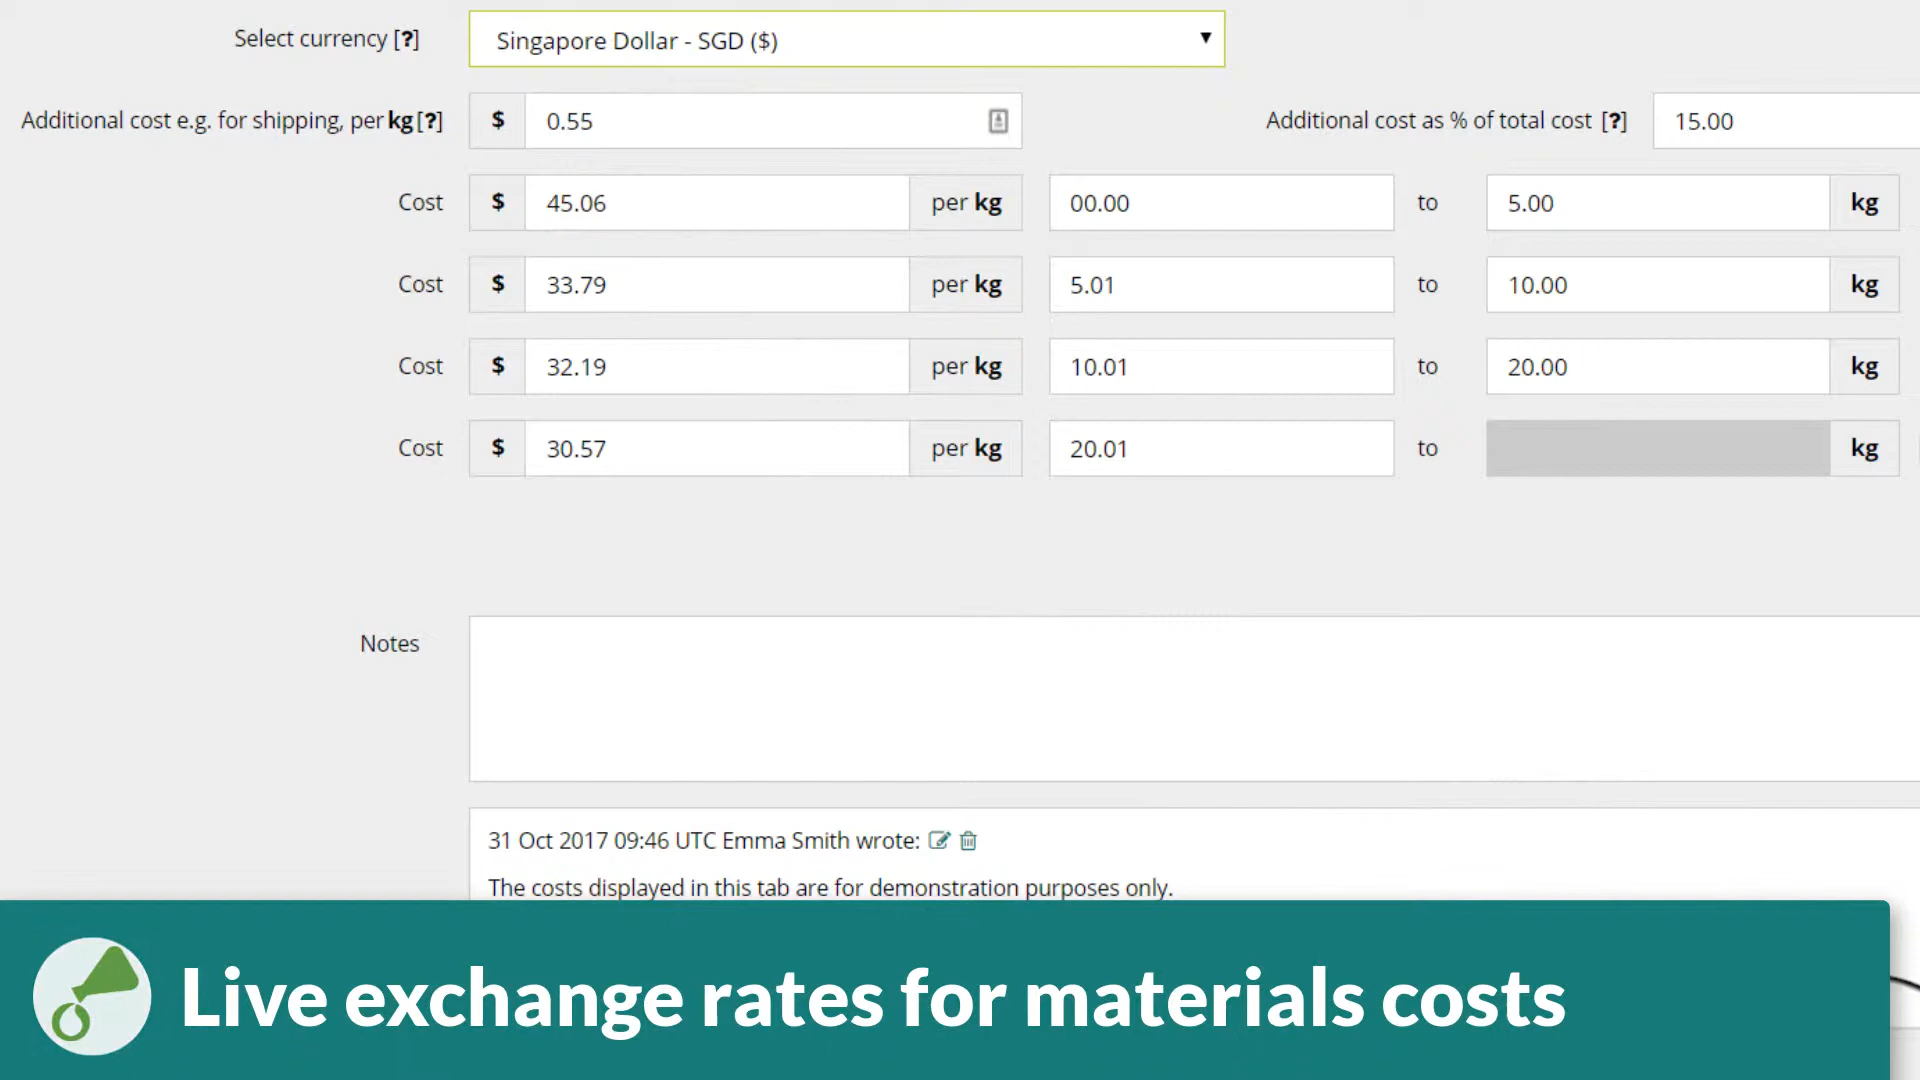 Select currency [?] Singapore Dollar - SGD ($)
Additional cost e.g. for shipping, per kg [?] $ 0.55 Additional cost as % of total cost [?] 15.00
Cost $ 45.06 per kg 00.00 to 5.00 kg
Cost $ 33.79 per kg 5.01 to 10.00 kg
Cost $ 32.19 per kg 10.01 to 20.00 kg
Cost $ 30.57 per kg 20.01 to kg
Notes
31 Oct 2017 09:46 UTC Emma Smith wrote:
The costs displayed in this tab are for demonstration purposes only.
Live exchange rates for materials costs